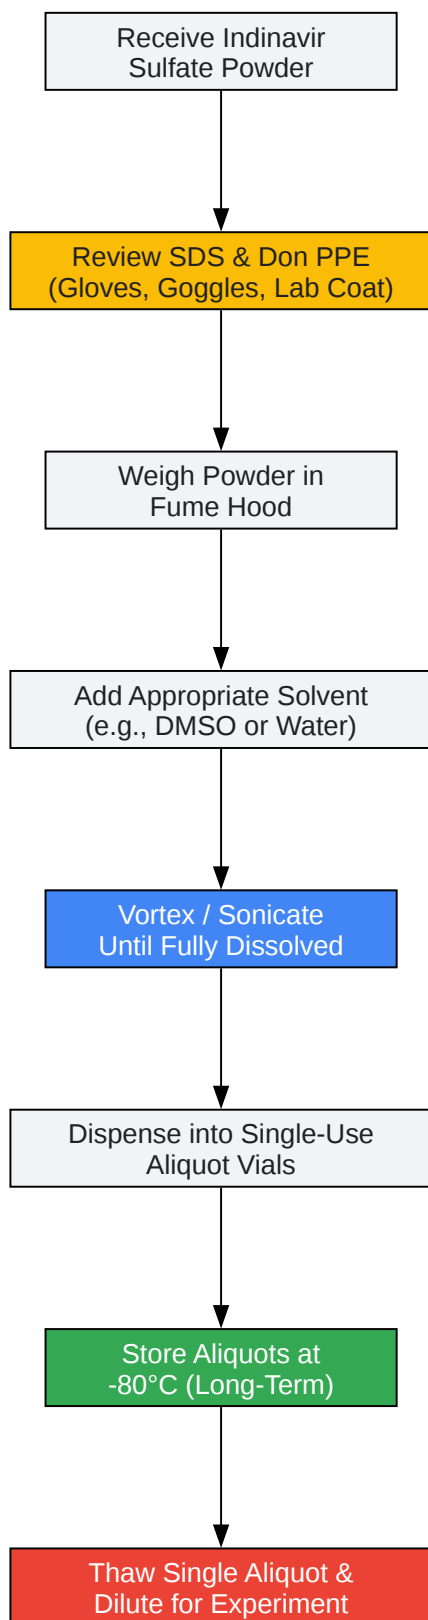 Receive Indinavir
Sulfate Powder
Review SDS & Don PPE
(Gloves, Goggles, Lab Coat)
Weigh Powder in
Fume Hood
Add Appropriate Solvent
(e.g., DMSO or Water)
Vortex / Sonicate
Until Fully Dissolved
Dispense into Single-Use
Aliquot Vials
Store Aliquots at
-80°C (Long-Term)
Thaw Single Aliquot &
Dilute for Experiment